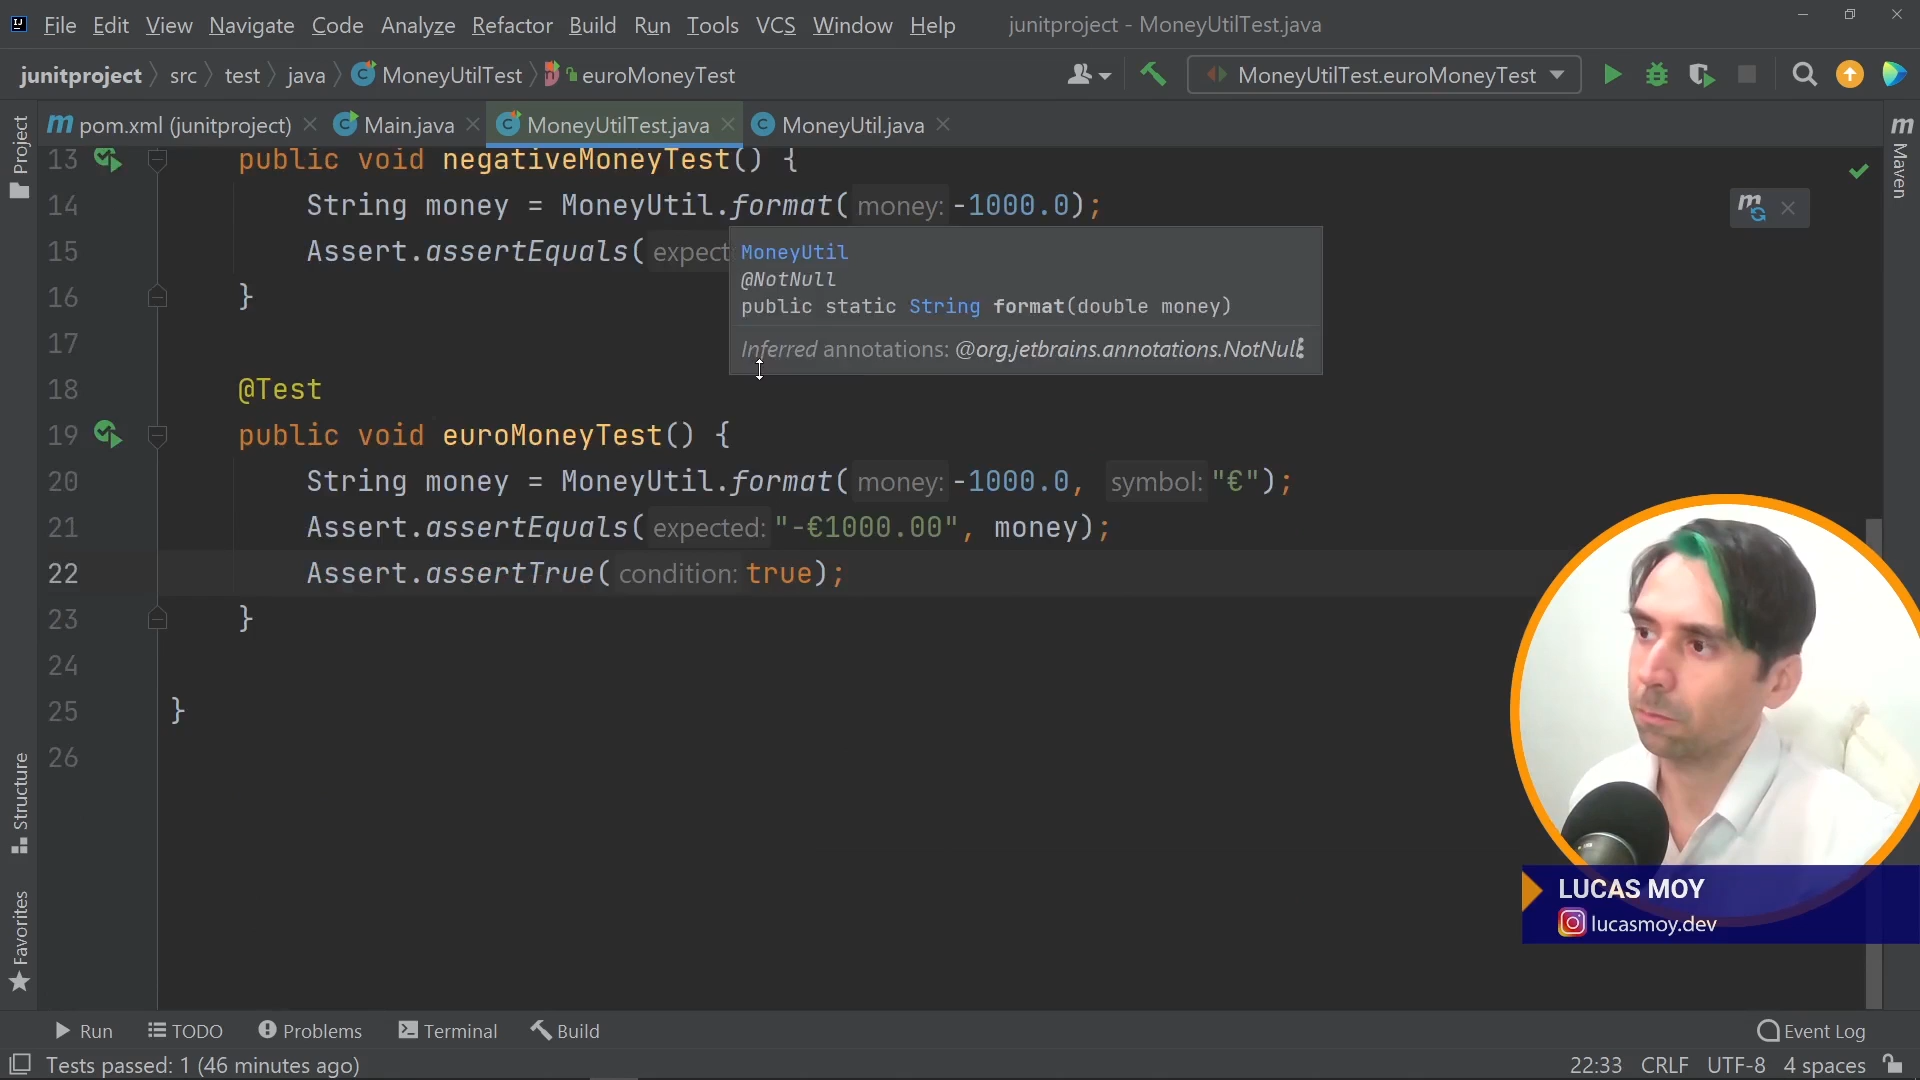 File Edit View Navigate Code Analyze Refactor Build Run Tools VCS Window Help junitproject - MoneyUtilTest.java
junitproject src test java MoneyUtilTest euroMoneyTest MoneyUtilTest.euroMoneyTest
pom.xml (junitproject) Main.java MoneyUtilTest.java MoneyUtil.java
Project
Structure
Favorites
Maven
13 public void negativeMoneyTest() {
14 String money = MoneyUtil.format( money: -1000.0);
15 Assert.assertEquals( expect
MoneyUtil
@NotNull
public static String format(double money)
Inferred annotations: @org.jetbrains.annotations.NotNull
16 }
17
18 @Test
19 public void euroMoneyTest() {
20 String money = MoneyUtil.format( money: -1000.0, symbol: "€");
21 Assert.assertEquals( expected: "-€1000.00", money);
22 Assert.assertTrue( condition: true);
23 }
24
25 }
26
LUCAS MOY
lucasmoy.dev
Run TODO Problems Terminal Build Event Log
Tests passed: 1 (46 minutes ago) 22:33 CRLF UTF-8 4 spaces